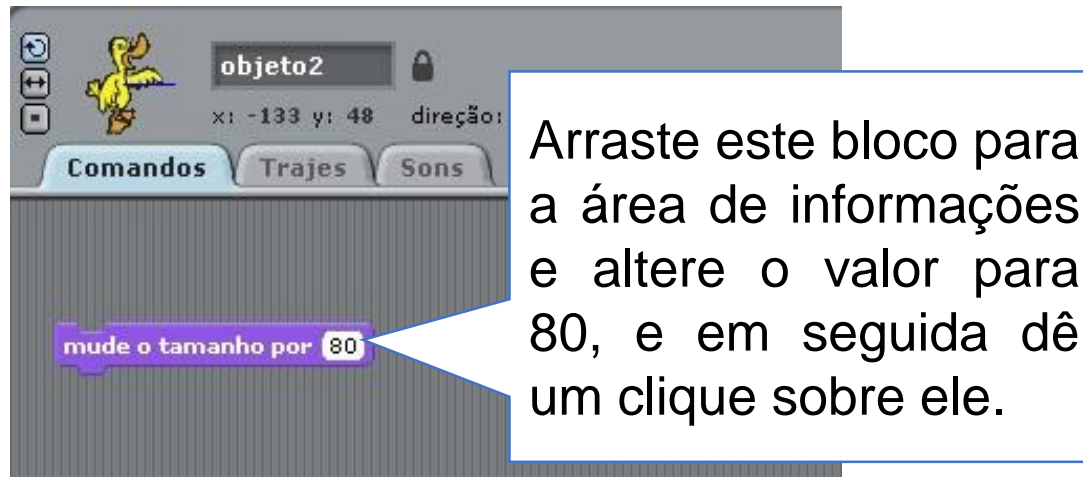 objeto2
x: -133 y: 48 direção:
Comandos Trajes Sons
mude o tamanho por 80
Arraste este bloco para
a área de informações
e altere o valor para
80, e em seguida dê
um clique sobre ele.